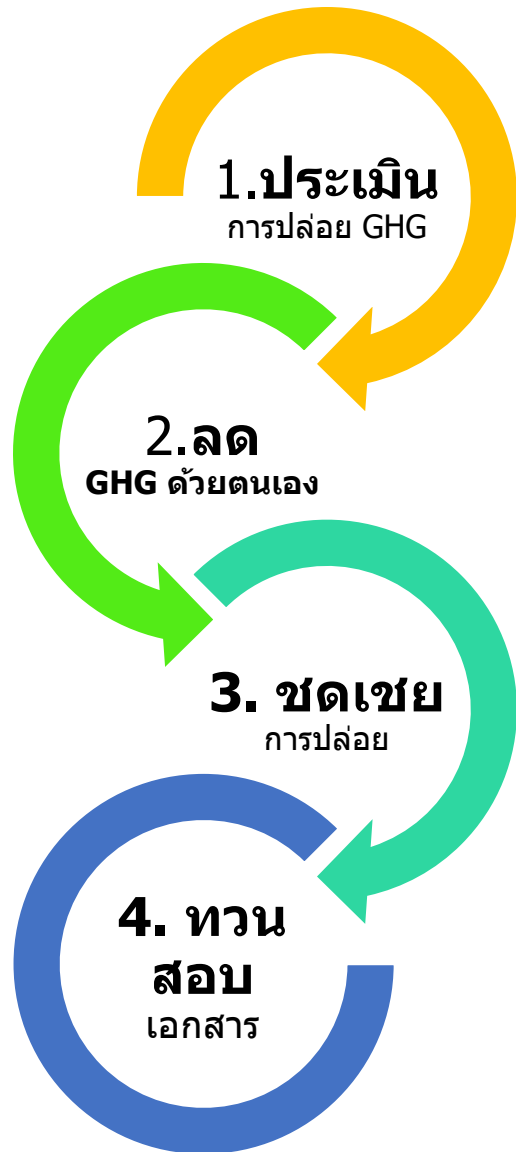 1.ประเมิน
การปล่อย GHG
2.ลด
GHG ด้วยตนเอง
3. ชดเชย
การปล่อย
4. ทวน
สอบ
เอกสาร